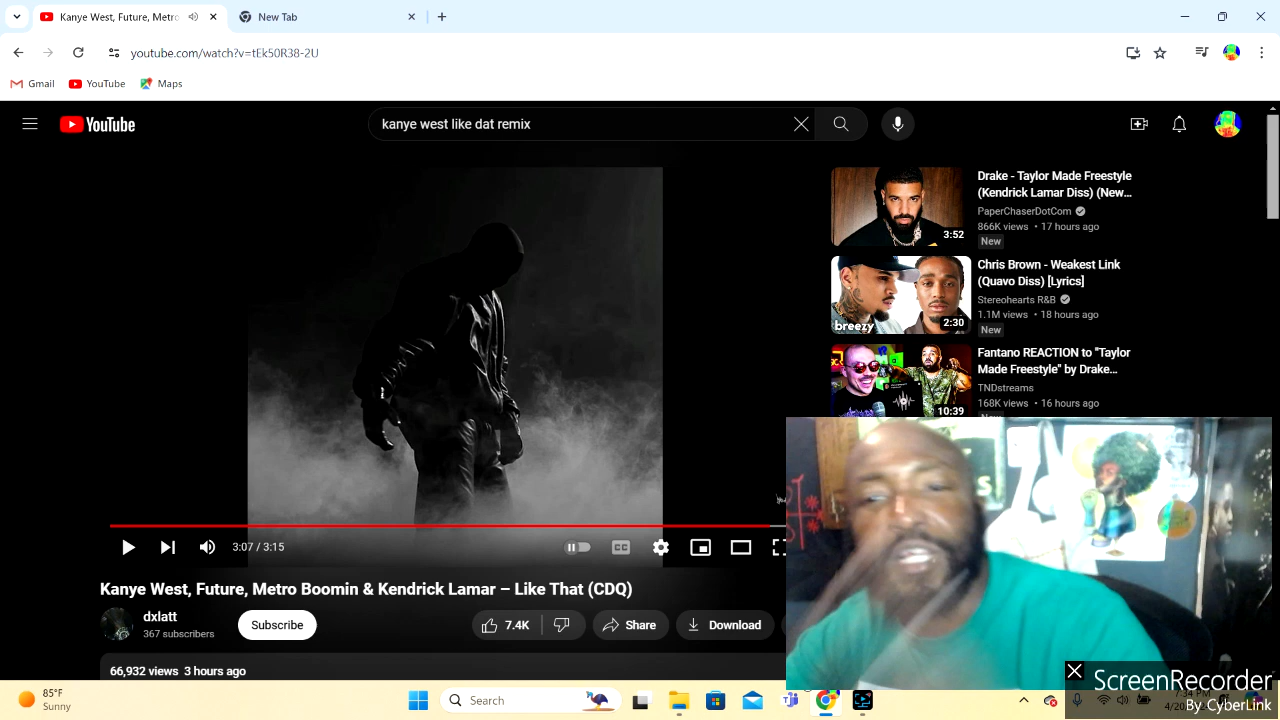 Kanye West, Future, Metro
New Tab
youtube.com/watch?v=tEk50R38-2U
Gmail
YouTube
Maps
YouTube
kanye west like dat remix
Drake - Taylor Made Freestyle
(Kendrick Lamar Diss) (New...
PaperChaserDotCom
866K views • 17 hours ago
New
3:52
Chris Brown - Weakest Link
(Quavo Diss) [Lyrics]
Stereohearts R&B
1.1M views • 18 hours ago
New
breezy
2:30
Fantano REACTION to "Taylor
Made Freestyle" by Drake...
TNDstreams
168K views • 16 hours ago
10:39
3:07 / 3:15
CC
Kanye West, Future, Metro Boomin & Kendrick Lamar – Like That (CDQ)
dxlatt
367 subscribers
Subscribe
7.4K
Share
Download
66,932 views 3 hours ago
ScreenRecorder
By CyberLink
85°F
Sunny
Search